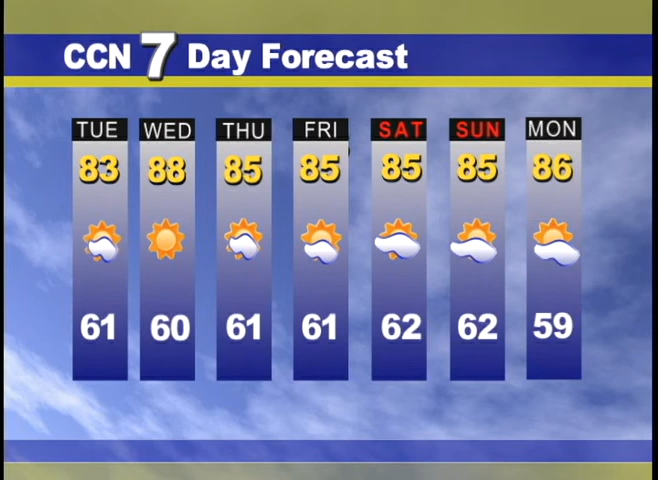 CCN 7 Day Forecast
TUE WED THU FRI SAT SUN MON
83 88 85 85 85 85 86
61 60 61 61 62 62 59